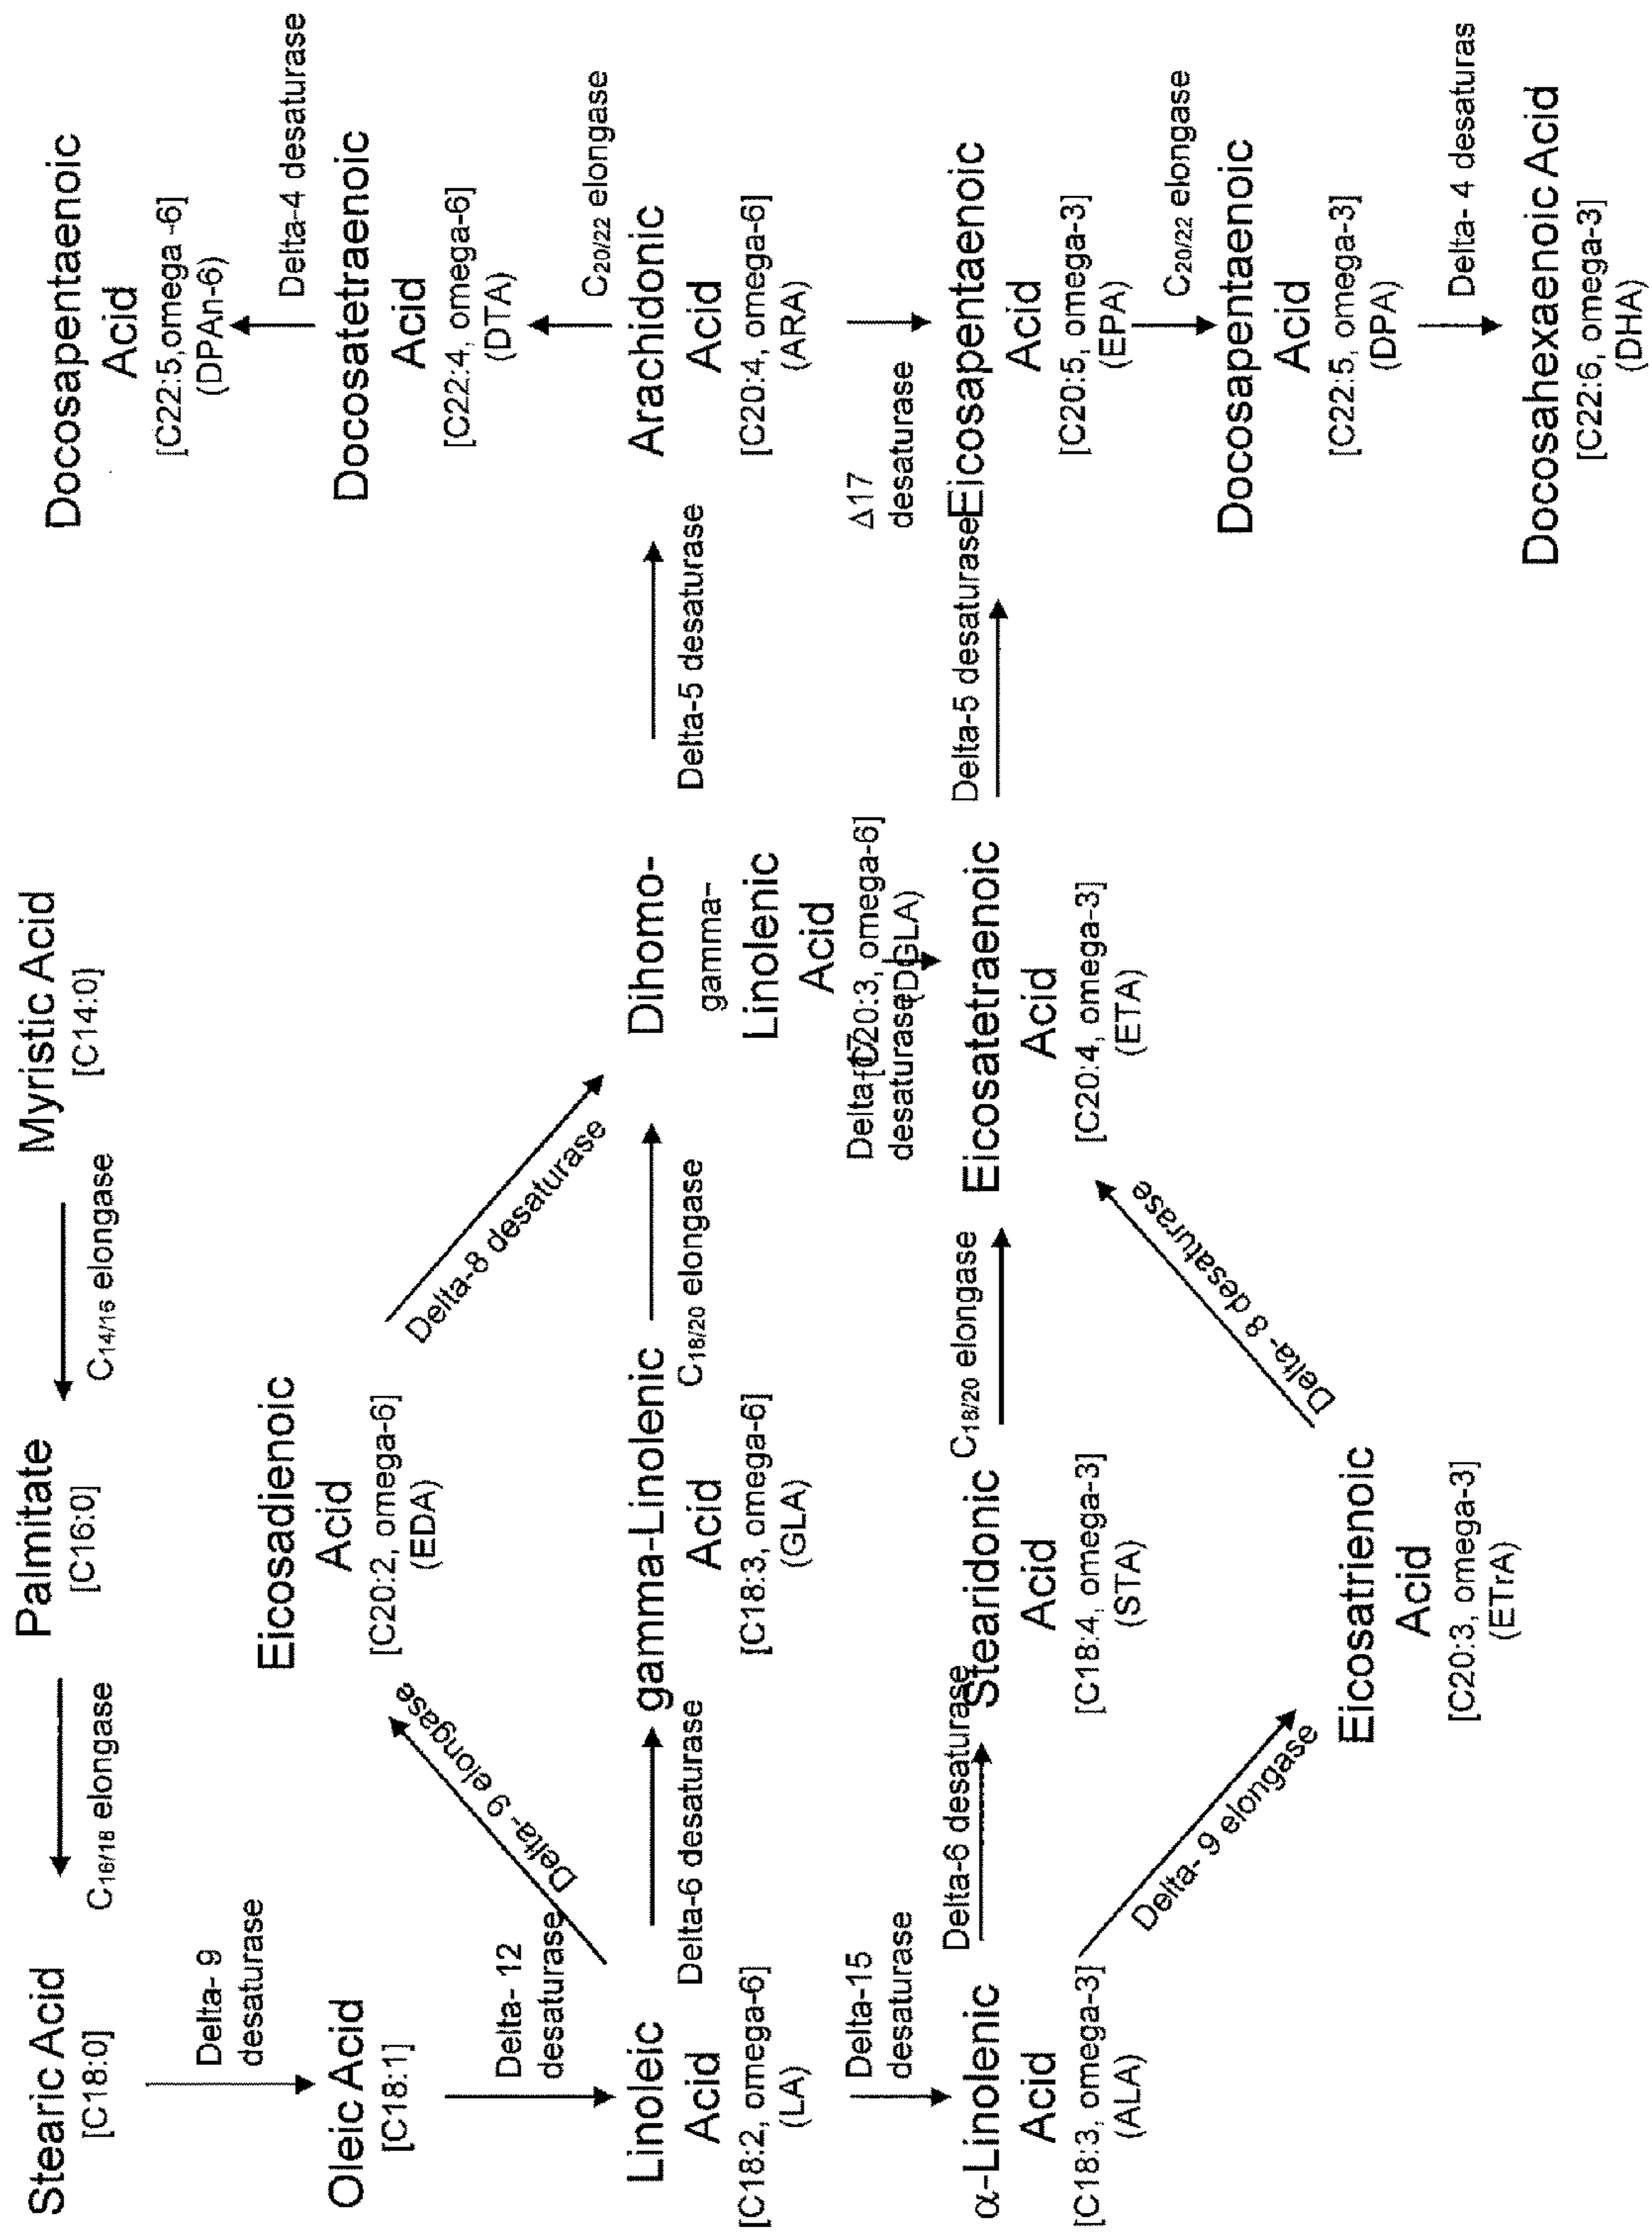 Stearic Acid
[C18:0]
C16/18 elongase
Palmitate
[C16:0]
C14/16 elongase
Myristic Acid
[C14:0]
Delta- 9
desaturase
Oleic Acid
[C18:1]
Delta- 12
desaturase
Delta- 9 elongase
Eicosadienoic
Acid
[C20:2, omega-6]
(EDA)
Delta-8 desaturase
Linoleic
Acid
[C18:2, omega-6]
(LA)
Delta-6 desaturase
gamma-Linolenic
Acid
[C18:3, omega-6]
(GLA)
C18/20 elongase
Dihomo-
gamma-
Linolenic
Acid
[C20:3, omega-6]
(DGLA)
Delta-5 desaturase
Arachidonic
Acid
[C20:4, omega-6]
(ARA)
C20/22 elongase
Docosatetraenoic
Acid
[C22:4, omega-6]
(DTA)
Delta-4 desaturase
Docosapentaenoic
Acid
[C22:5,omega -6]
(DPAn-6)
Delta-15
desaturase
Delta-17
desaturase
Δ17
desaturase
α-Linolenic
Acid
[C18:3, omega-3]
(ALA)
Delta-6 desaturase
Stearidonic
Acid
[C18:4, omega-3]
(STA)
C18/20 elongase
Eicosatetraenoic
Acid
[C20:4, omega-3]
(ETA)
Delta-5 desaturase
Eicosapentaenoic
Acid
[C20:5, omega-3]
(EPA)
Delta- 9 elongase
Eicosatrienoic
Acid
[C20:3, omega-3]
(ETrA)
Delta- 8 desaturase
C20/22 elongase
Docosapentaenoic
Acid
[C22:5, omega-3]
(DPA)
Delta- 4 desaturas
Docosahexaenoic Acid
[C22:6, omega-3]
(DHA)